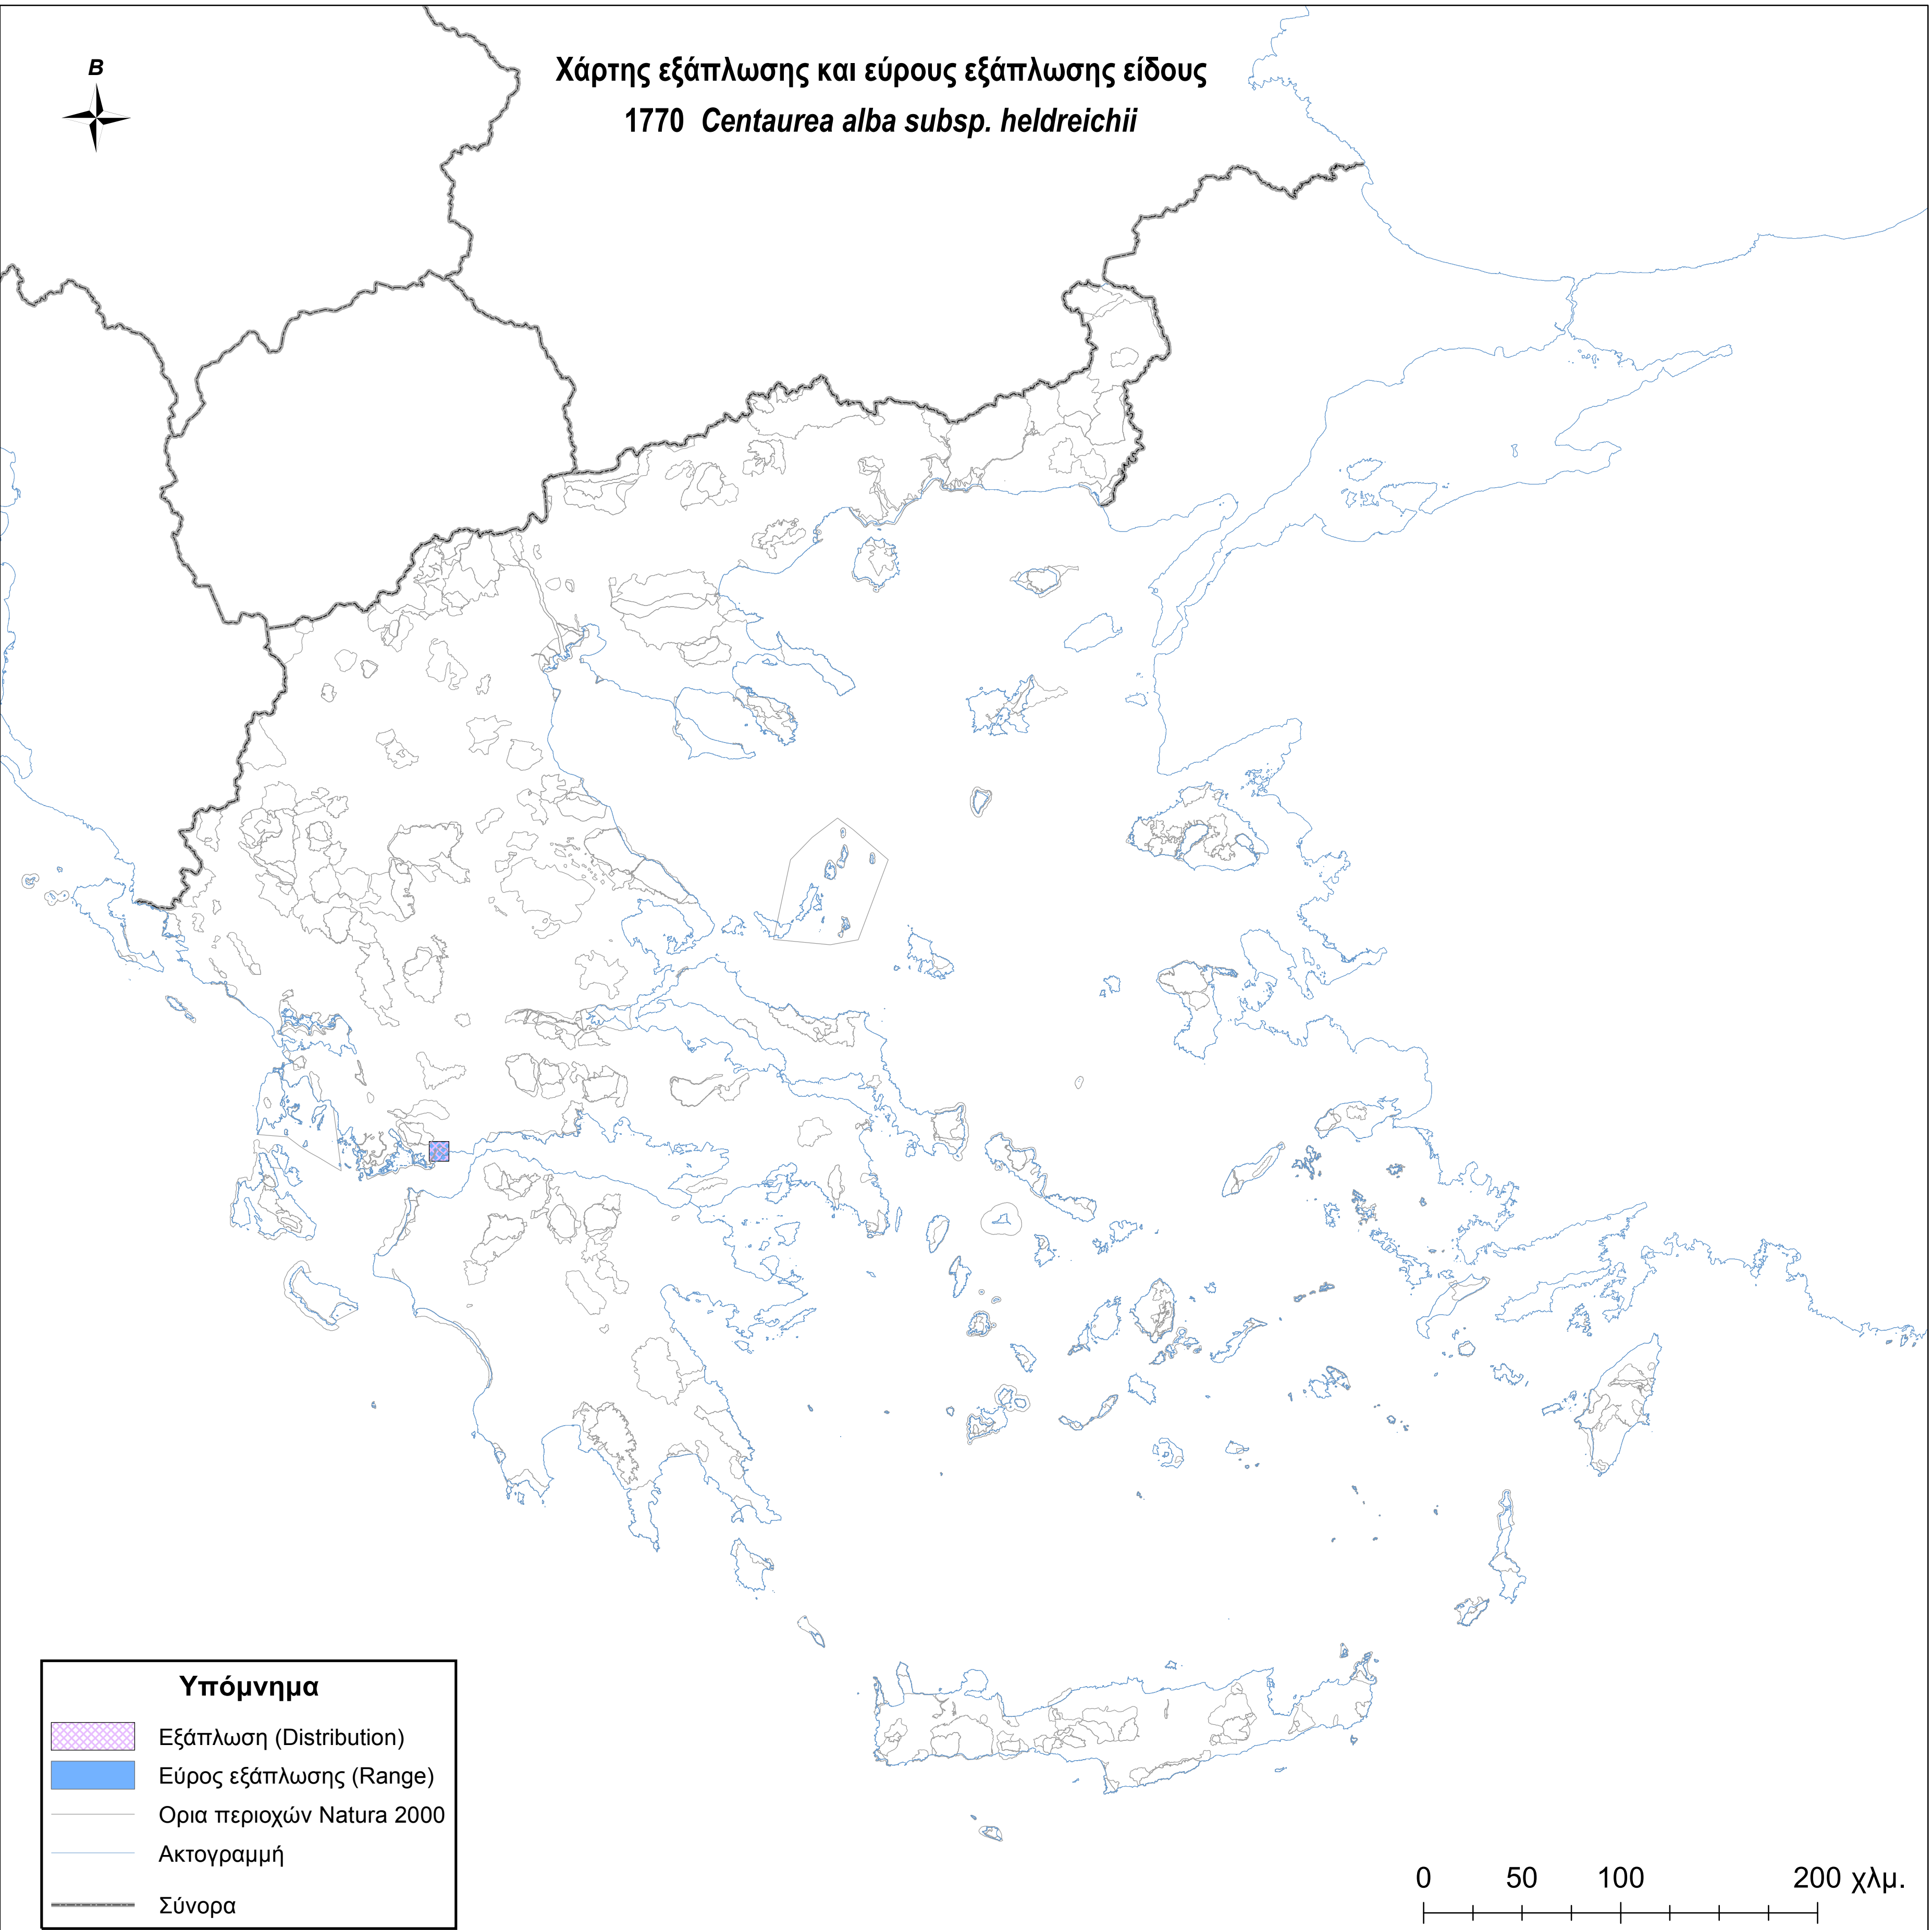 Χάρτης εξάπλωσης και εύρους εξάπλωσης είδους
1770 Centaurea alba subsp. heldreichii
Β
Υπόμνημα
Εξάπλωση (Distribution)
Εύρος εξάπλωσης (Range)
Ορια περιοχών Natura 2000
Ακτογραμμή
Σύνορα
0 50 100 200 χλμ.